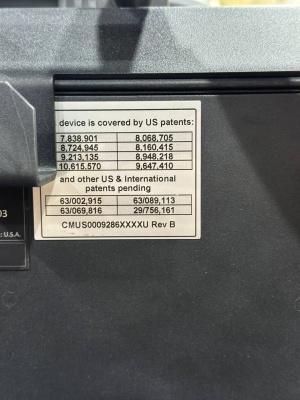 device is covered by US patents:
7.838.901 8,068,705
8,724,945 8,160.415
9.213,135 8,948.218
10.615.570 9,647.410
and other US & International
patents pending
63/002,915 63/089,113
63/069,816 29/756,161
CMUS0009286XXXXU Rev B
03
: U.S.A.